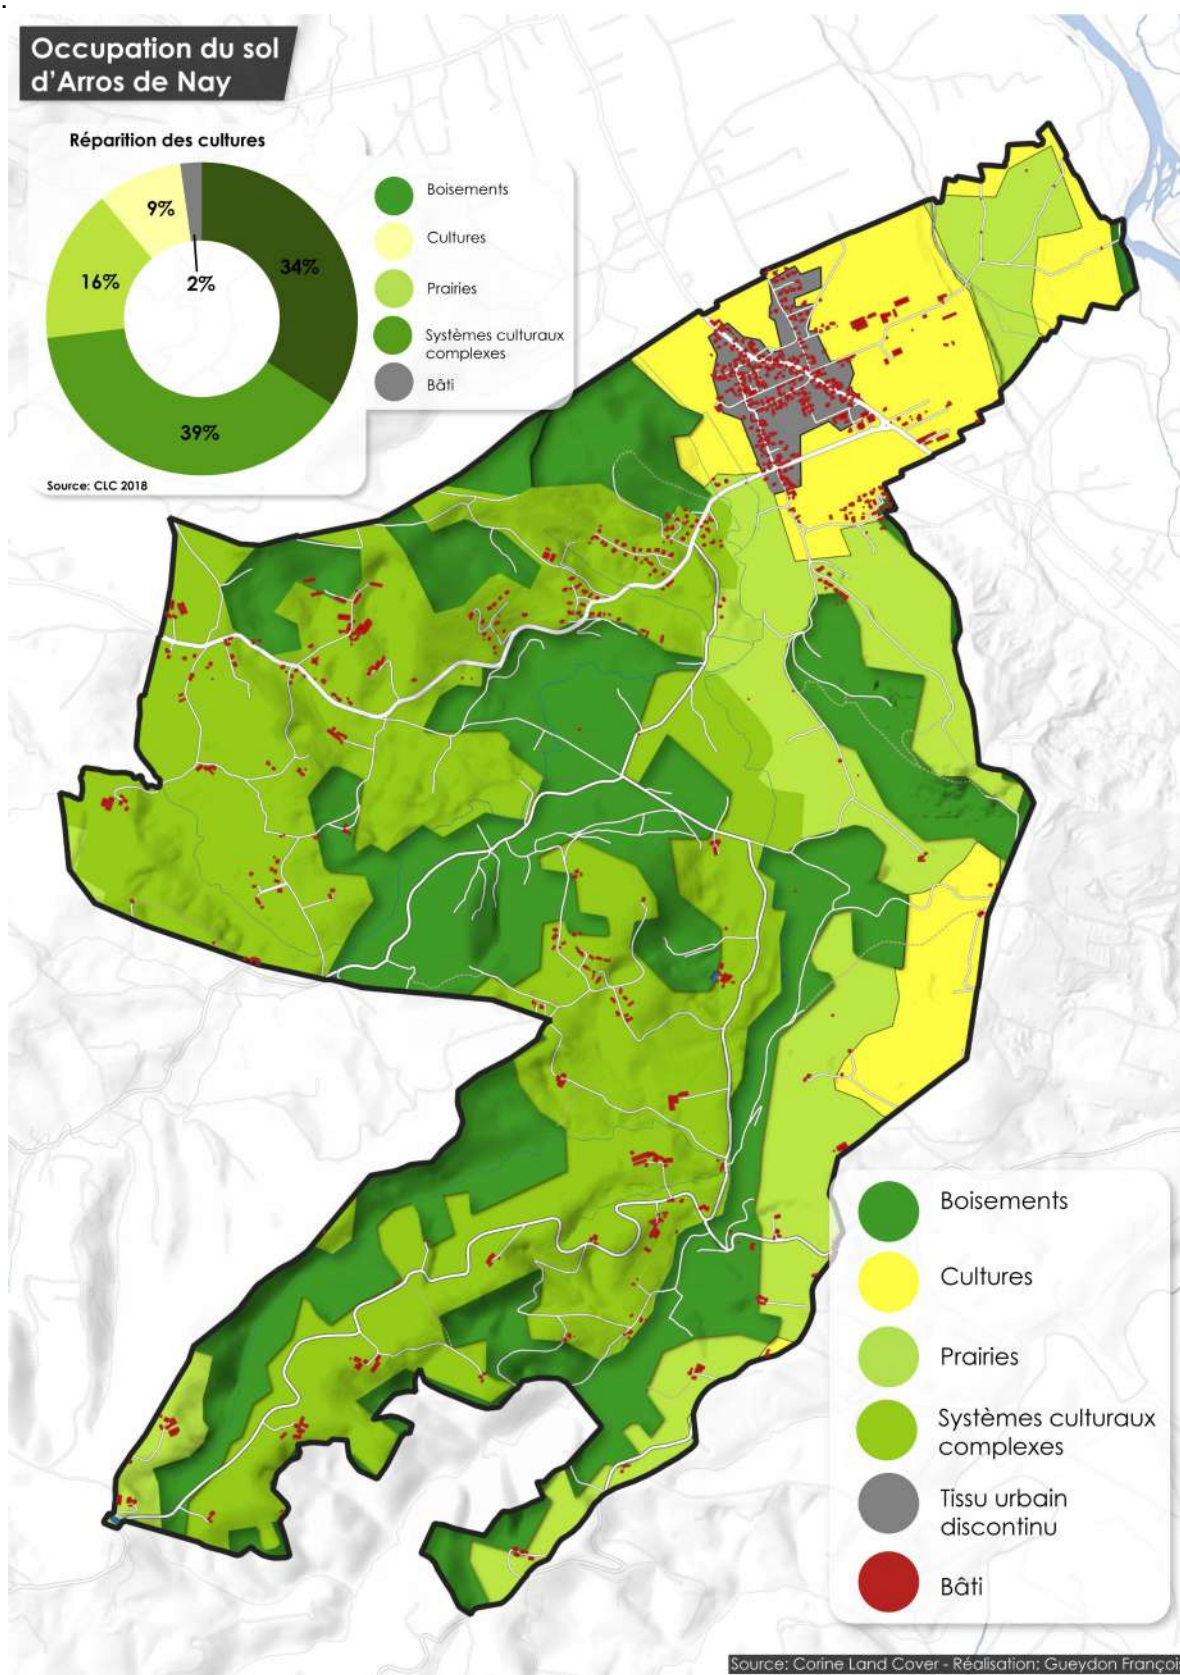 .
Occupation du sol
d'Arros de Nay
Réparition des cultures
9%
34%
16%
2%
39%
Source: CLC 2018
Boisements
Cultures
Prairies
Systèmes culturaux
complexes
Bâti
Boisements
Cultures
Prairies
Systèmes culturaux
complexes
Tissu urbain
discontinu
Bâti
Source: Corine Land Cover - Réalisation: Gueydon François